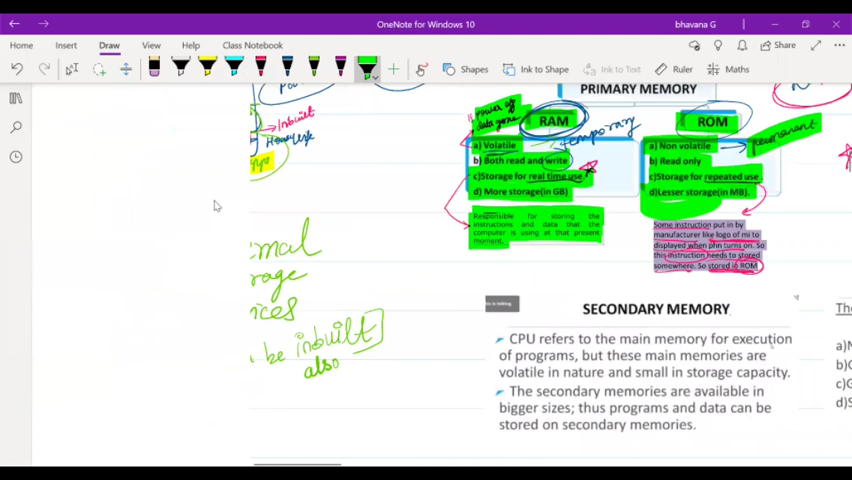 OneNote for Windows 10
bhavana G
Home
Insert
Draw
View
Help
Class Notebook
Share
Shapes
Ink to Shape
Ink to Text
Ruler
Maths
Inbuilt
PRIMARY MEMORY
Power off
data gone
RAM
ROM
temporary
permanent
a) Volatile
b) Both read and write
c)Storage for real time use.
d) More storage(in GB)
a) Non volatile
b) Read only
c)Storage for repeated use
d)Lesser storage(in MB).
Responsible for storing the
instructions and data that the
computer is using at that present
moment.
Some instruction put in by
manufacturer like logo of mi to
displayed when phn turns on. So
this instruction needs to stored
somewhere. So stored in ROM
be inbuilt
also
SECONDARY MEMORY
CPU refers to the main memory for execution
of programs, but these main memories are
volatile in nature and small in storage capacity.
The secondary memories are available in
bigger sizes; thus programs and data can be
stored on secondary memories.
The
a)N
b)C
c)G
d)S